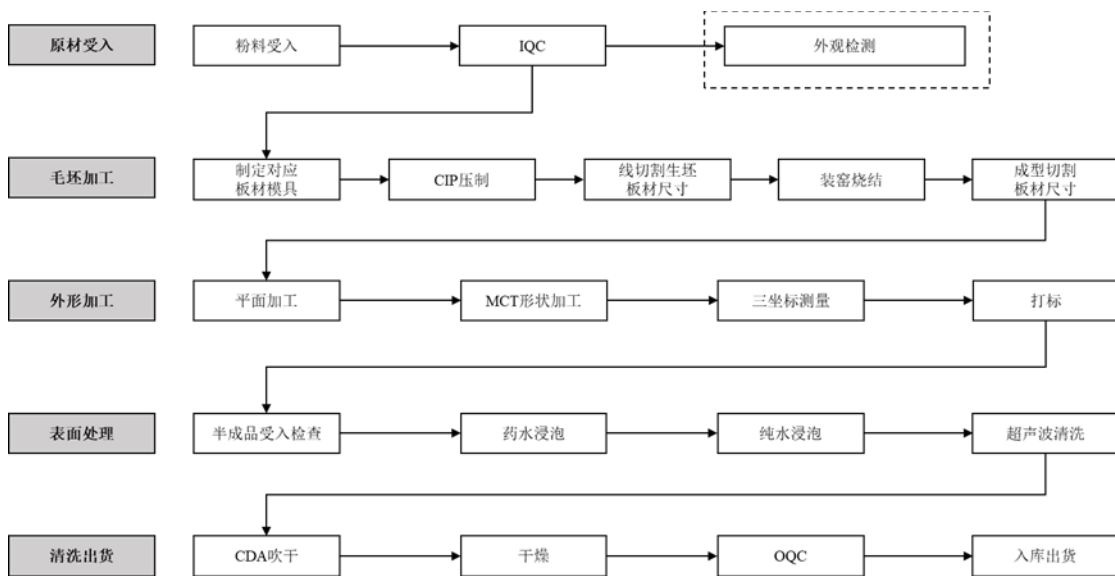 原材受入
粉料受入
IQC
外观检测
毛坯加工
制定对应
板材模具
CIP压制
线切割生坯
板材尺寸
装窑烧结
成型切割
板材尺寸
外形加工
平面加工
MCT形状加工
三坐标测量
打标
表面处理
半成品受入检查
药水浸泡
纯水浸泡
超声波清洗
清洗出货
CDA吹干
干燥
OQC
入库出货